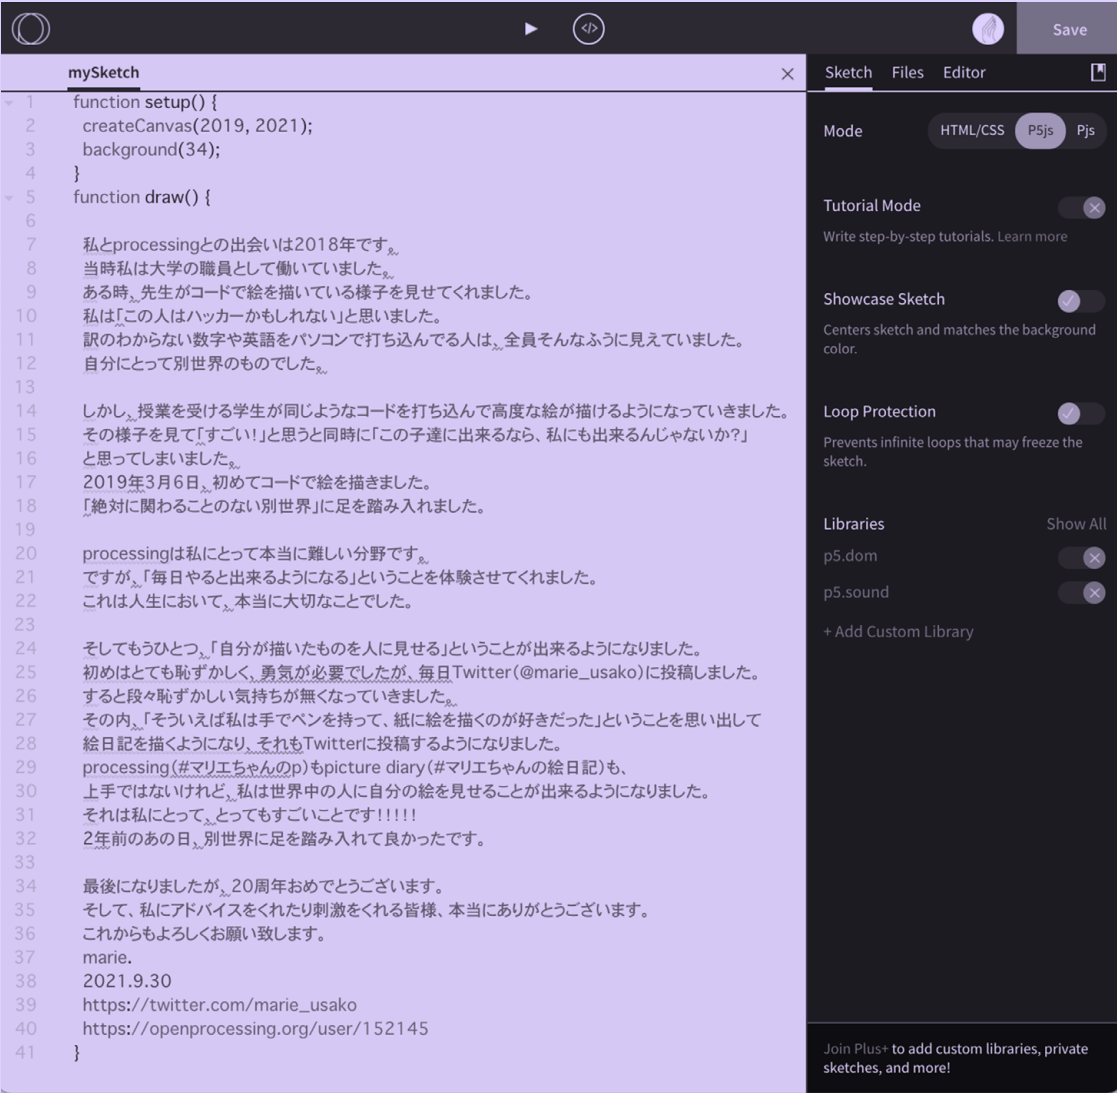 </>
Save
mySketch
Sketch Files Editor
1 function setup() {
2 createCanvas(2019, 2021);
3 background(34);
4 }
5 function draw() {
6
7 私とprocessingとの出会いは2018年です。
8 当時私は大学の職員として働いていました。
9 ある時、先生がコードで絵を描いている様子を見せてくれました。
10 私は「この人はハッカーかもしれない」と思いました。
11 訳のわからない数字や英語をパソコンで打ち込んでる人は、全員そんなふうに見えていました。
12 自分にとって別世界のものでした。
13
14 しかし、授業を受ける学生が同じようなコードを打ち込んで高度な絵が描けるようになっていきました。
15 その様子を見て「すごい！」と思うと同時に「この子達に出来るなら、私にも出来るんじゃないか？」
16 と思ってしまいました。
17 2019年3月6日、初めてコードで絵を描きました。
18 「絶対に関わることのない別世界」に足を踏み入れました。
19
20 processingは私にとって本当に難しい分野です。
21 ですが、「毎日やると出来るようになる」ということを体験させてくれました。
22 これは人生において、本当に大切なことでした。
23
24 そしてもうひとつ、「自分が描いたものを人に見せる」ということが出来るようになりました。
25 初めはとても恥ずかしく、勇気が必要でしたが、毎日Twitter(@marie_usako)に投稿しました。
26 すると段々恥ずかしい気持ちが無くなっていきました。
27 その内、「そういえば私は手でペンを持って、紙に絵を描くのが好きだった」ということを思い出して
28 絵日記を描くようになり、それもTwitterに投稿するようになりました。
29 processing(#マリエちゃんのp)もpicture diary(#マリエちゃんの絵日記)も、
30 上手ではないけれど、私は世界中の人に自分の絵を見せることが出来るようになりました。
31 それは私にとって、とってもすごいことです！！！！！
32 2年前のあの日、別世界に足を踏み入れて良かったです。
33
34 最後になりましたが、20周年おめでとうございます。
35 そして、私にアドバイスをくれたり刺激をくれる皆様、本当にありがとうございます。
36 これからもよろしくお願い致します。
37 marie.
38 2021.9.30
39 https://twitter.com/marie_usako
40 https://openprocessing.org/user/152145
41 }
Mode HTML/CSS P5js Pjs
Tutorial Mode
Write step-by-step tutorials. Learn more
Showcase Sketch
Centers sketch and matches the background
color.
Loop Protection
Prevents infinite loops that may freeze the
sketch.
Libraries Show All
p5.dom
p5.sound
+ Add Custom Library
Join Plus+ to add custom libraries, private
sketches, and more!